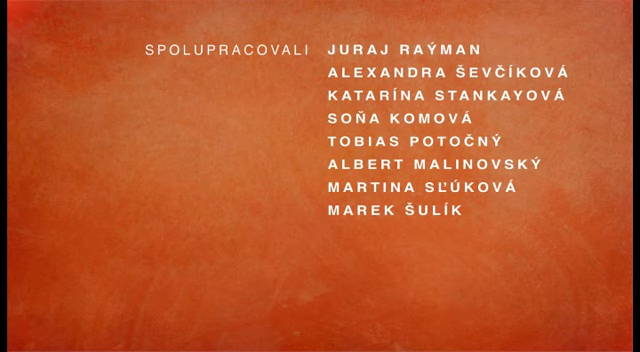 SPOLUPRACOVALI JURAJ RAÝMAN
ALEXANDRA ŠEVČÍKOVÁ
KATARÍNA STANKAYOVÁ
SOŇA KOMOVÁ
TOBIAS POTOČNÝ
ALBERT MALINOVSKÝ
MARTINA SĽÚKOVÁ
MAREK ŠULÍK